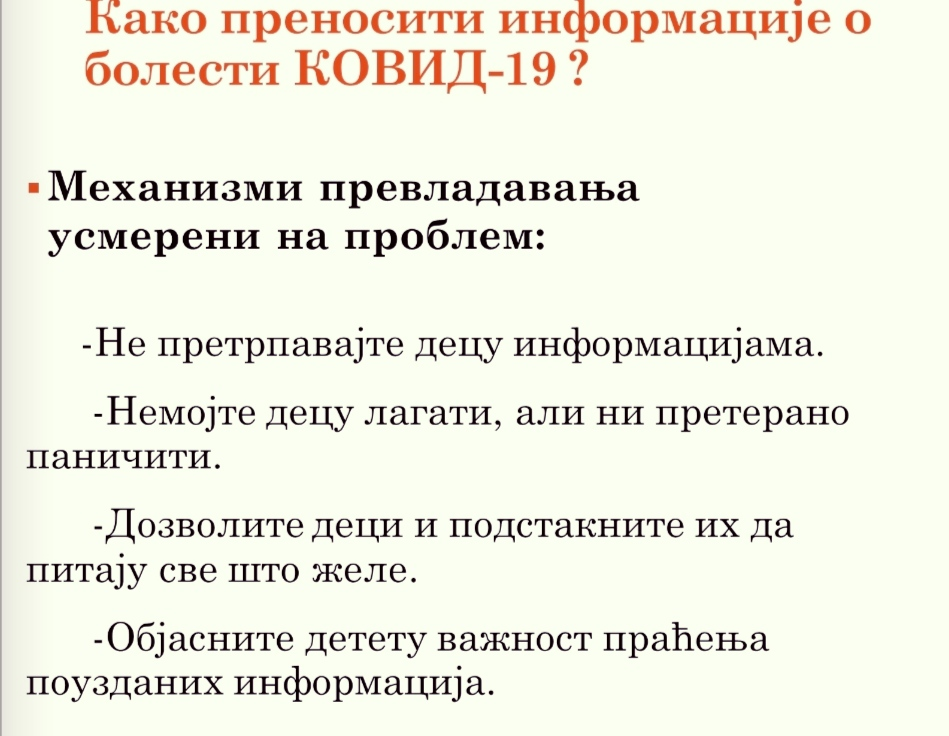 Како преносити информације о
болести КОВИД-19 ?
▪Механизми превладавања
усмерени на проблем:
-Не претрпавајте децу информацијама.
-Немојте децу лагати, али ни претерано
паничити.
-Дозволите деци и подстакните их да
питају све што желе.
-Објасните детету важност праћења
поузданих информација.